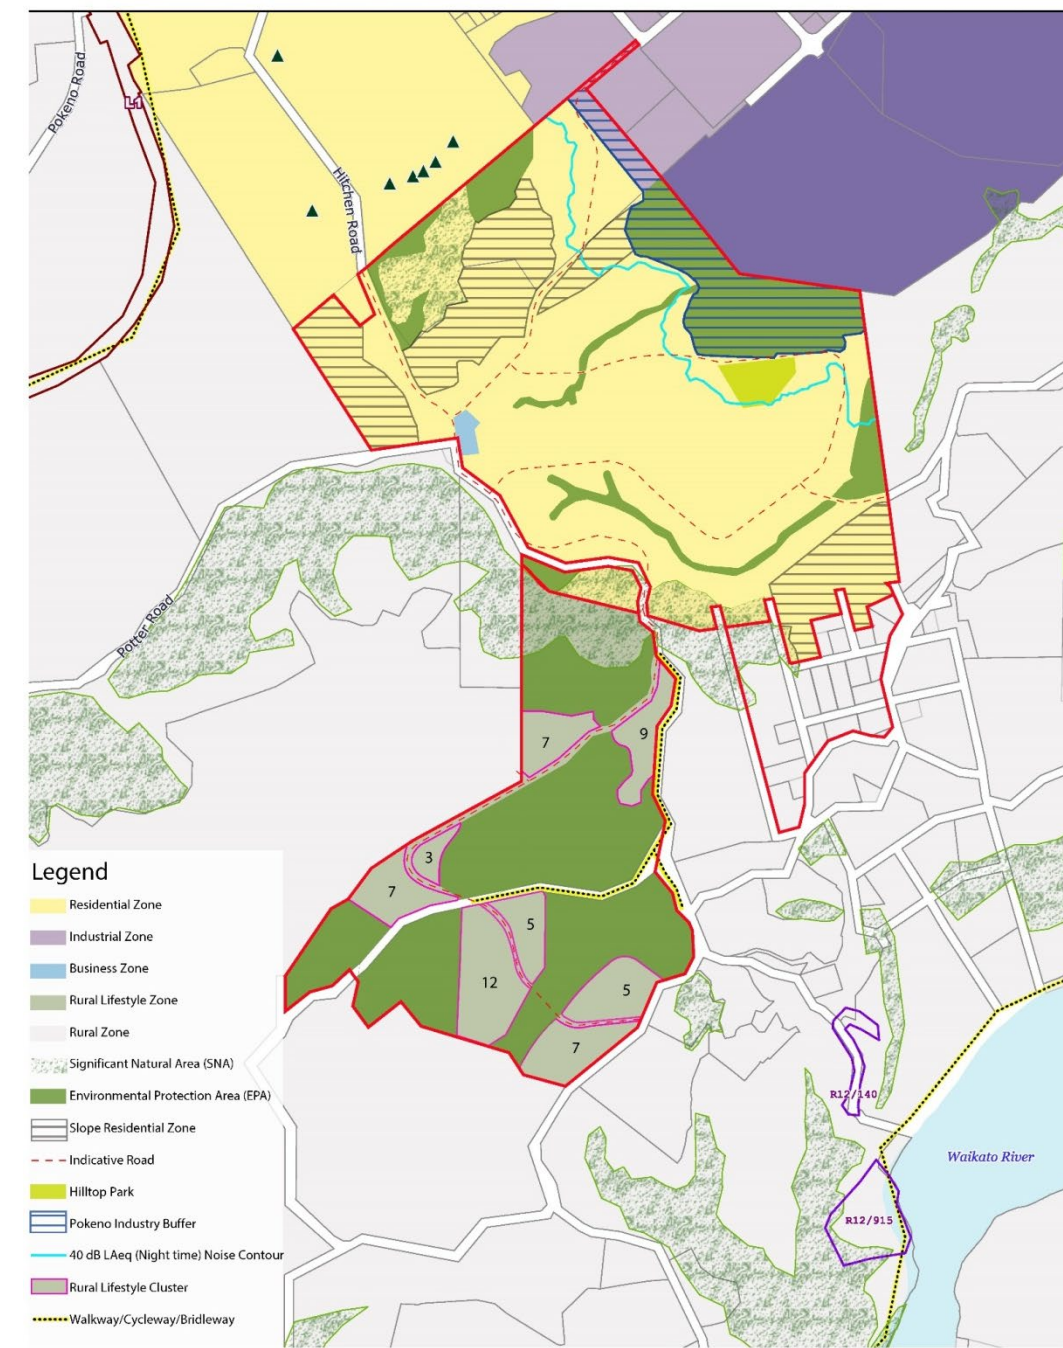 Pokeno Road
L1
Hitchen Road
Potter Road
7
9
3
7
5
12
5
7
R12/140
Waikato River
R12/915
Legend
Residential Zone
Industrial Zone
Business Zone
Rural Lifestyle Zone
Rural Zone
Significant Natural Area (SNA)
Environmental Protection Area (EPA)
Slope Residential Zone
Indicative Road
Hilltop Park
Pokeno Industry Buffer
40 dB LAeq (Night time) Noise Contour
Rural Lifestyle Cluster
Walkway/Cycleway/Bridleway